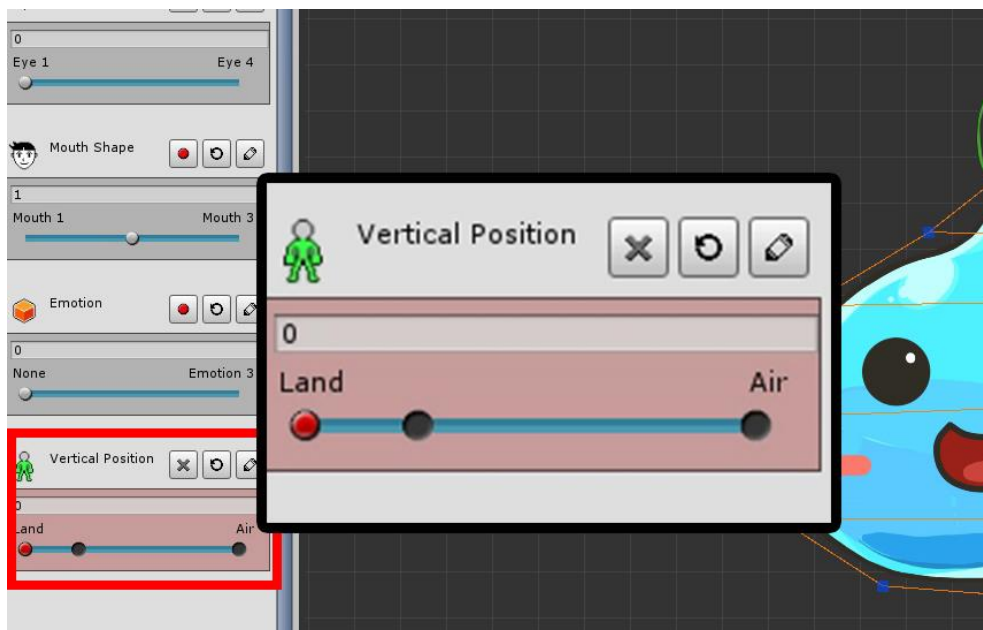 0
Eye 1 Eye 4
Mouth Shape
1
Mouth 1 Mouth 3
Emotion
0
None Emotion 3
Vertical Position
0
Land Air
Vertical Position
0
Land Air